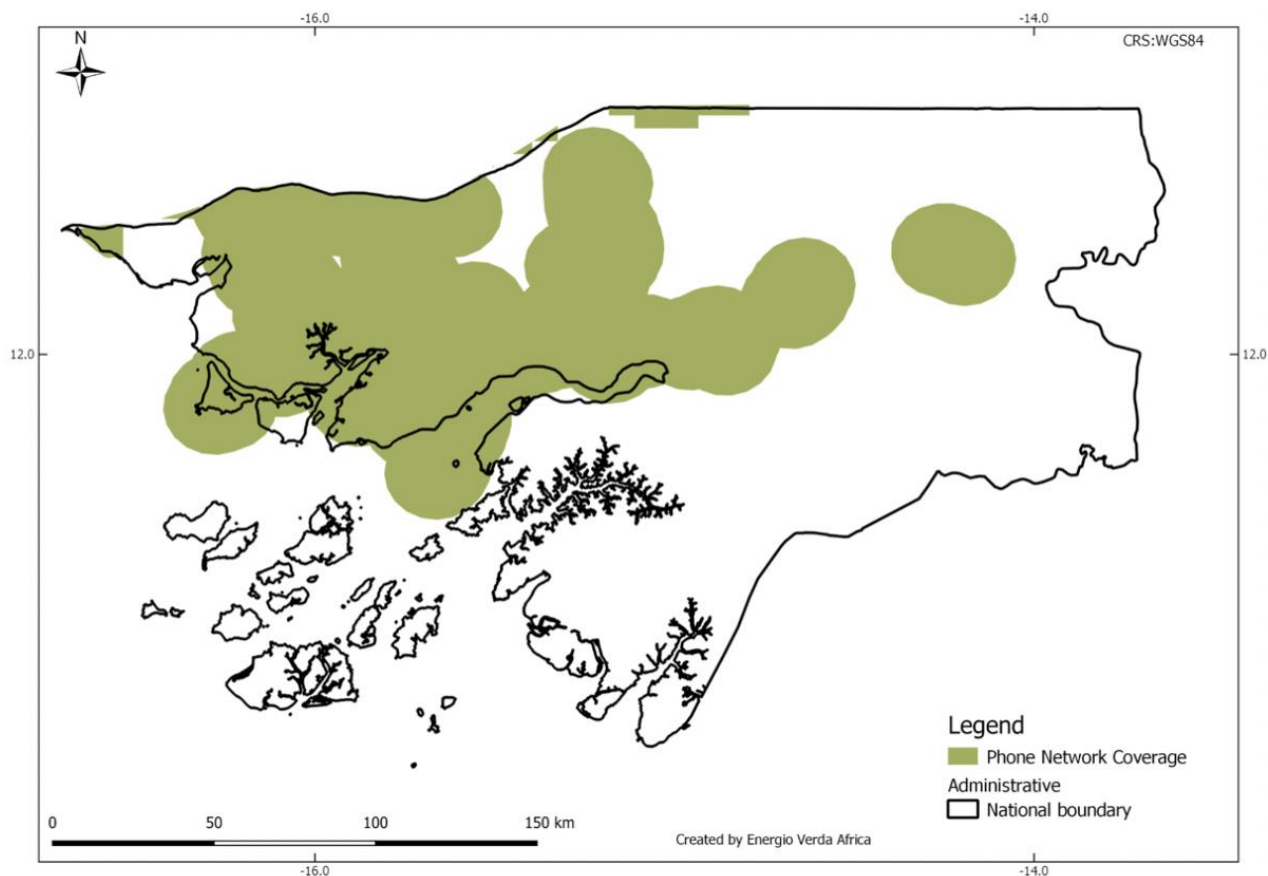 -16.0
-14.0
N
CRS:WGS84
12.0
12.0
Legend
Phone Network Coverage
Administrative
National boundary
0
50
100
150 km
Created by Energio Verda Africa
-16.0
-14.0